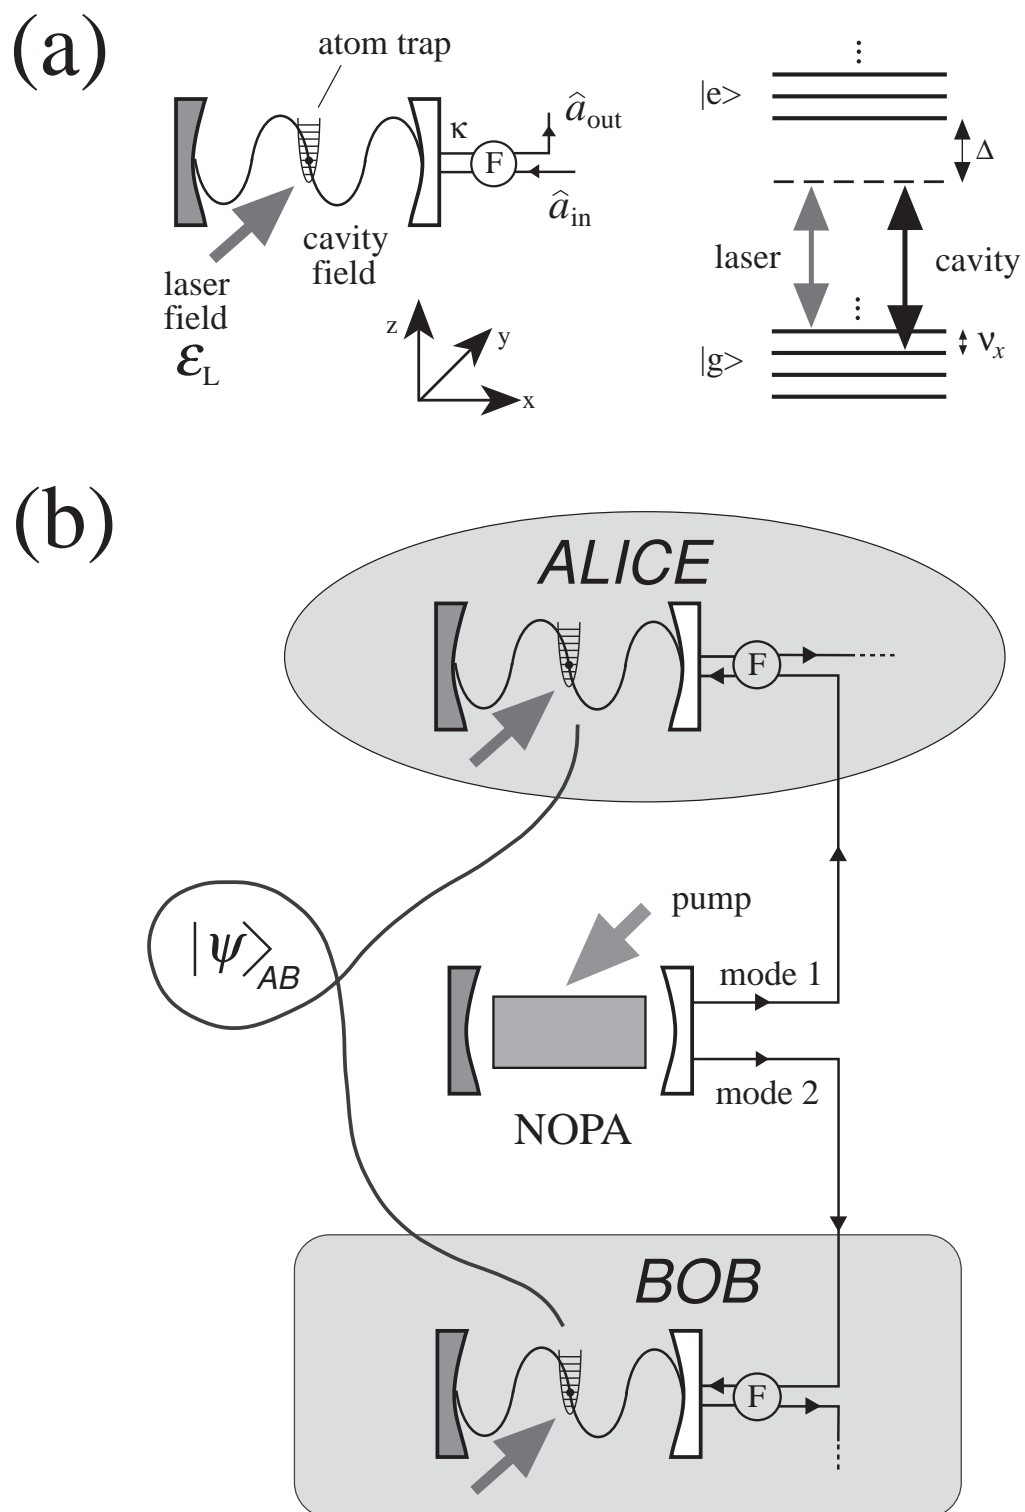 (a)
atom trap
κ
F
â_out
â_in
cavity
field
laser
field
ε_L
z
y
x
⋮
|e>
Δ
laser
cavity
⋮
|g>
ν_x
(b)
ALICE
F
pump
|ψ⟩_AB
mode 1
mode 2
NOPA
BOB
F